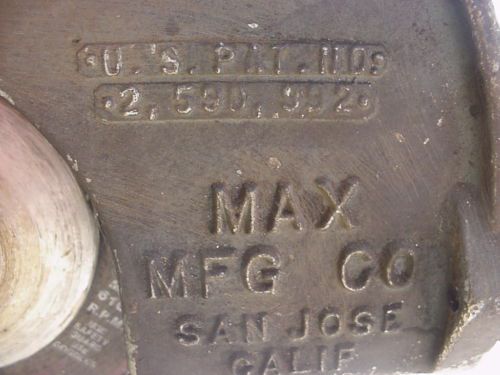 U.S. PAT. NO.
2,590,992
MAX
MFG CO
SAN JOSE
CALIF
R.P.M.